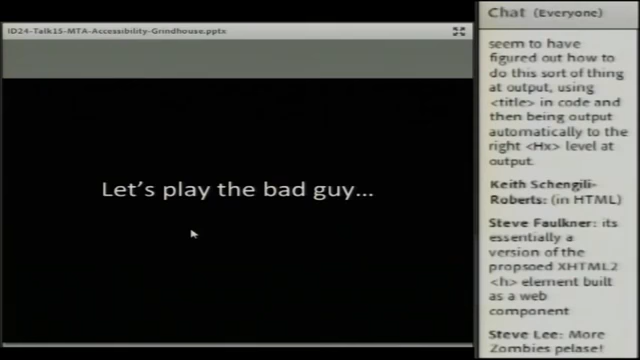 ID24-Talk15-MTA-Accessibility-Grindhouse.pptx
Let's play the bad guy...
Chat (Everyone)
seem to have
figured out how to
do this sort of thing
at output, using
<title> in code and
then being output
automatically to the
right <Hx> level at
output.
Keith Schengili-
Roberts: (in HTML)
Steve Faulkner: its
essentially a
version of the
propsoed XHTML2
<h> element built
as a web
component
Steve Lee: More
Zombies pelase!